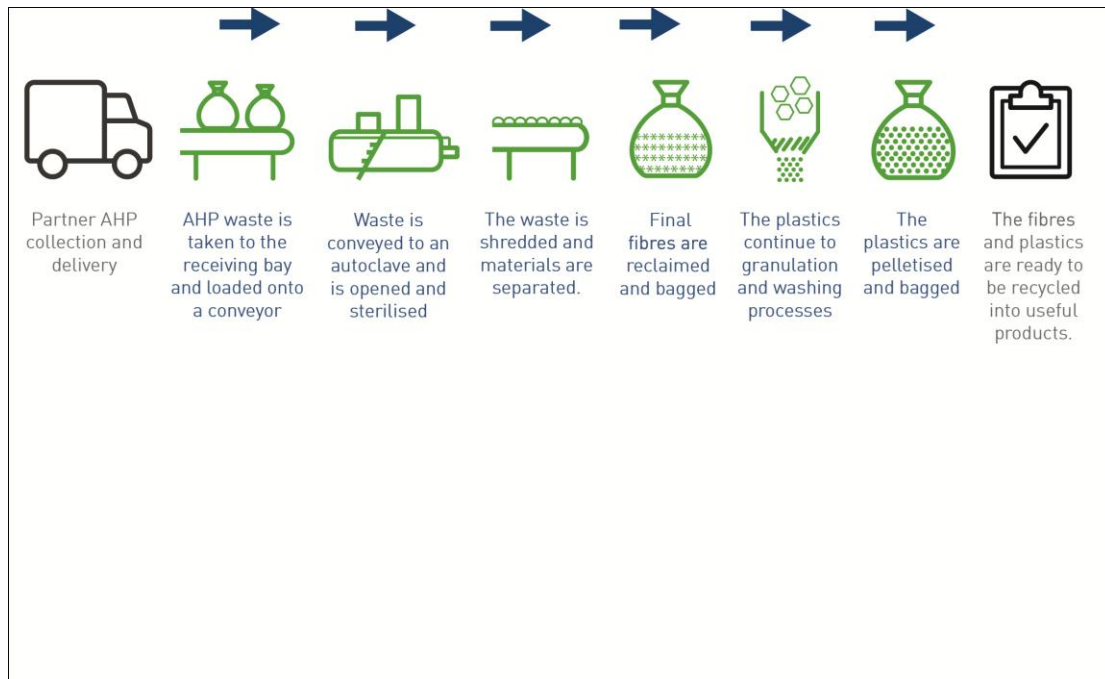 Partner AHP
collection and
delivery
AHP waste is
taken to the
receiving bay
and loaded onto
a conveyor
Waste is
conveyed to an
autoclave and
is opened and
sterilised
The waste is
shredded and
materials are
separated.
Final
fibres are
reclaimed
and bagged
The plastics
continue to
granulation
and washing
processes
The
plastics are
pelletised
and bagged
The fibres
and plastics
are ready to
be recycled
into useful
products.